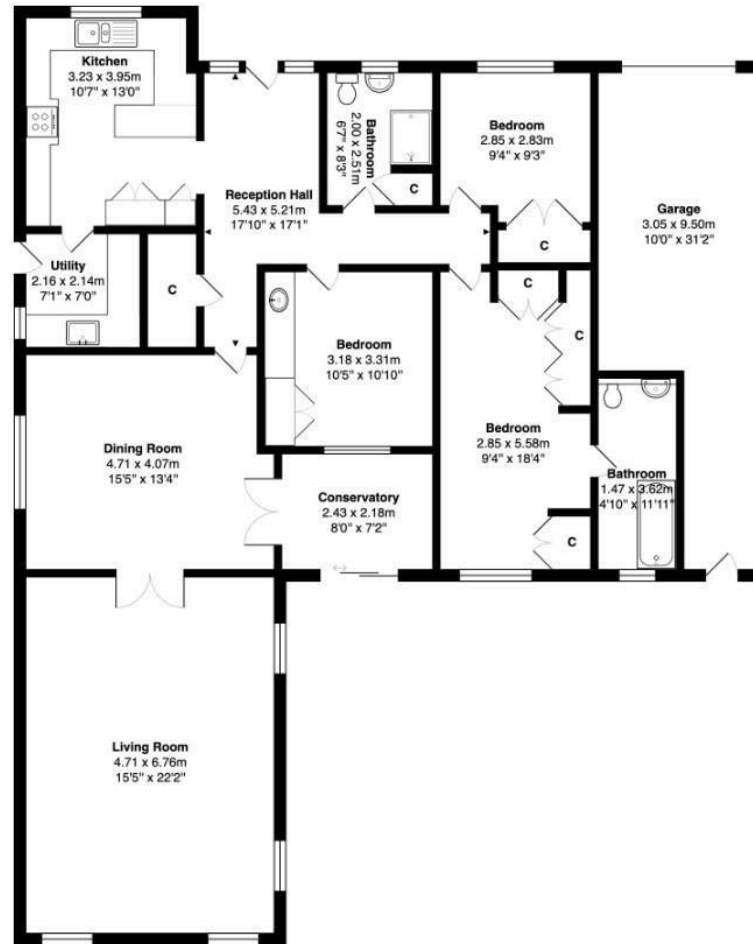 Kitchen
3.23 x 3.95m
10'7" x 13'0"
Bathroom
2.00 x 2.51m
6'7" x 8'3"
C
Bedroom
2.85 x 2.83m
9'4" x 9'3"
C
Garage
3.05 x 9.50m
10'0" x 31'2"
Reception Hall
5.43 x 5.21m
17'10" x 17'1"
Utility
2.16 x 2.14m
7'1" x 7'0"
C
Bedroom
3.18 x 3.31m
10'5" x 10'10"
C
C
Bedroom
2.85 x 5.58m
9'4" x 18'4"
C
Bathroom
1.47 x 3.62m
4'10" x 11'11"
Dining Room
4.71 x 4.07m
15'5" x 13'4"
Conservatory
2.43 x 2.18m
8'0" x 7'2"
Living Room
4.71 x 6.76m
15'5" x 22'2"